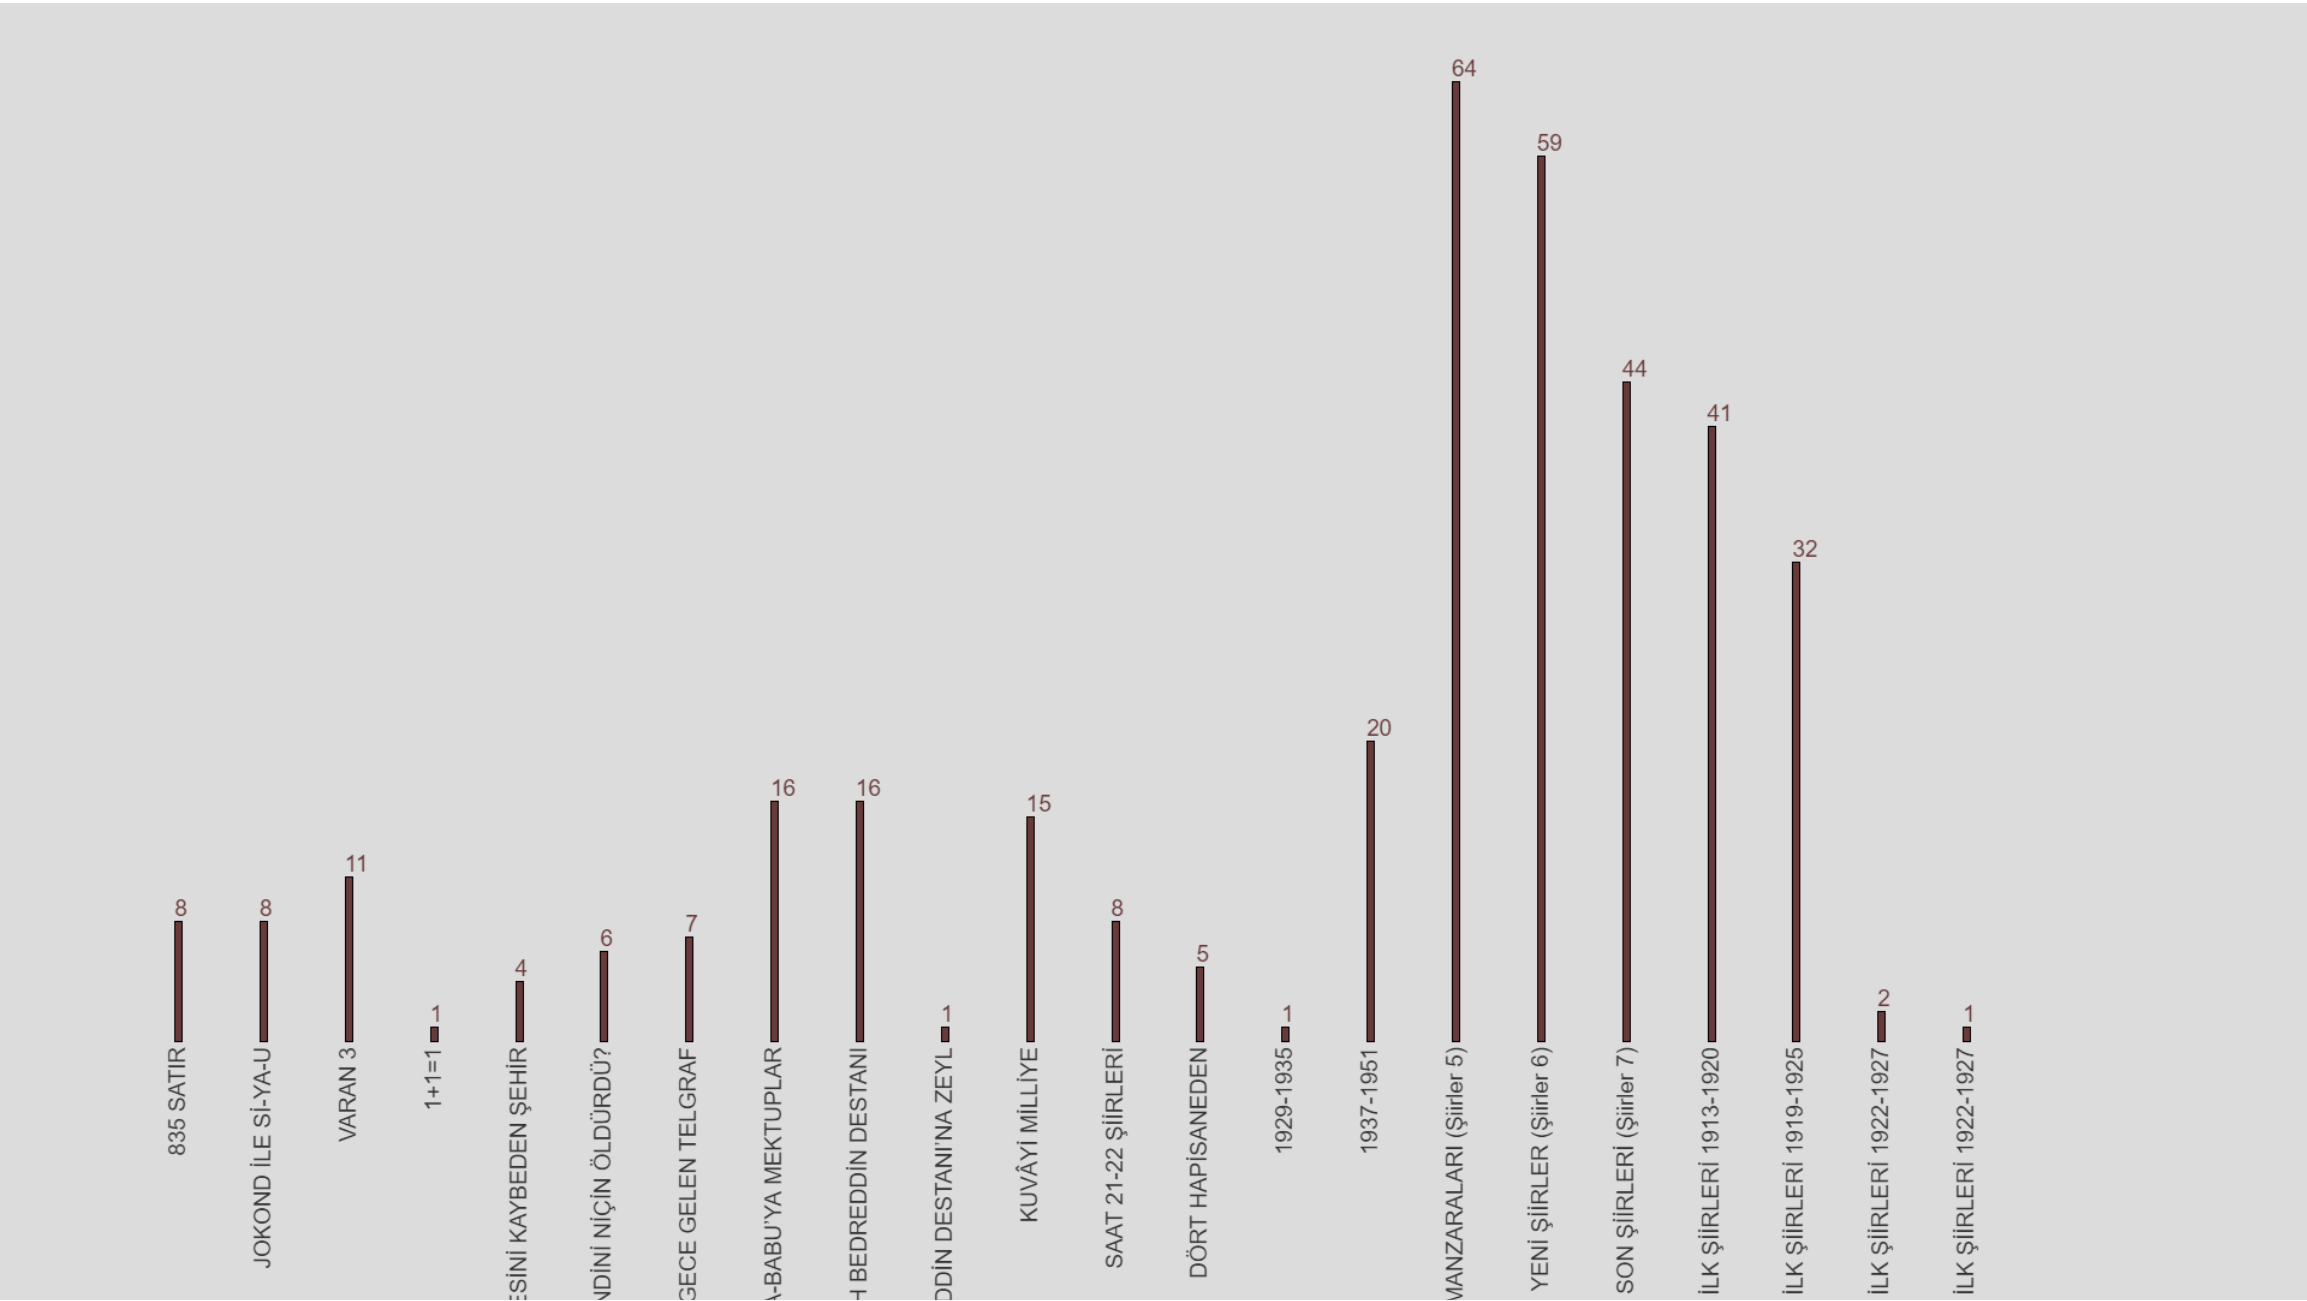 64
59
44
41
32
20
16
16
15
11
8
8
8
7
6
5
4
2
1
1
1
1
835 SATIR
JOKOND İLE Sİ-YA-U
VARAN 3
1+1=1
KAYBEDEN ŞEHİR
NİÇİN ÖLDÜRDÜ?
GECE GELEN TELGRAF
MEKTUPLAR
BEDREDDİN DESTANI
DESTANI'NA ZEYL
KUVÂYİ MİLLİYE
SAAT 21-22 ŞİİRLERİ
DÖRT HAPİSANEDEN
1929-1935
1937-1951
MANZARALARI (Şiirler 5)
YENİ ŞİİRLER (Şiirler 6)
SON ŞİİRLERİ (Şiirler 7)
İLK ŞİİRLERİ 1913-1920
İLK ŞİİRLERİ 1919-1925
İLK ŞİİRLERİ 1922-1927
İLK ŞİİRLERİ 1922-1927